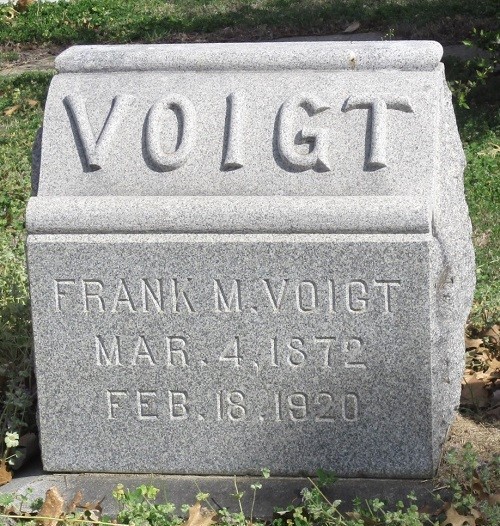 VOIGT
FRANK M. VOIGT
MAR. 4, 1872
FEB. 18. 1920